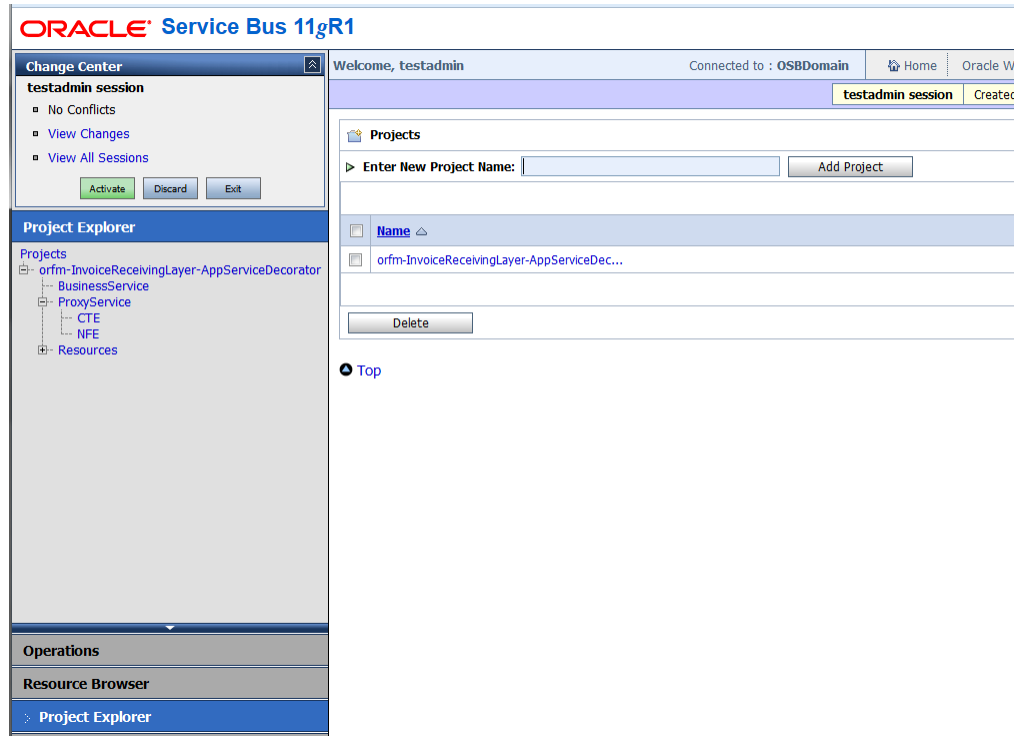 ORACLE® Service Bus 11gR1
Change Center
testadmin session
No Conflicts
View Changes
View All Sessions
Activate Discard Exit
Project Explorer
Projects
orfm-InvoiceReceivingLayer-AppServiceDecorator
BusinessService
ProxyService
CTE
NFE
Resources
Operations
Resource Browser
Project Explorer
Welcome, testadmin Connected to : OSBDomain Home Oracle W
testadmin session Created
Projects
Enter New Project Name: Add Project
Name
orfm-InvoiceReceivingLayer-AppServiceDec...
Delete
Top